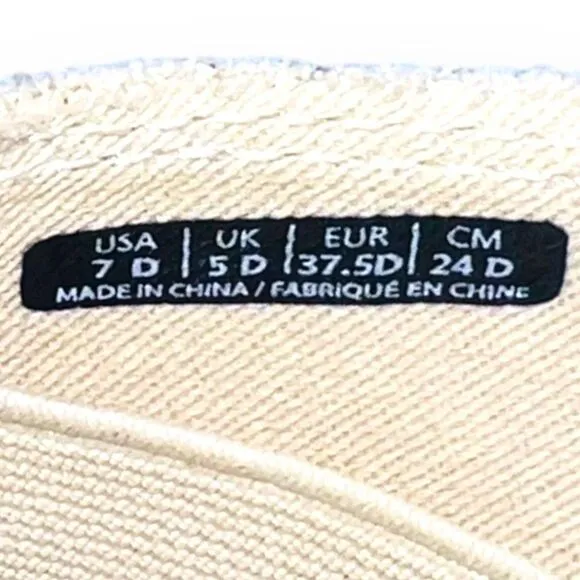 USA | UK | EUR | CM
7 D | 5 D | 37.5D | 24 D
MADE IN CHINA / FABRIQUÉ EN CHINE